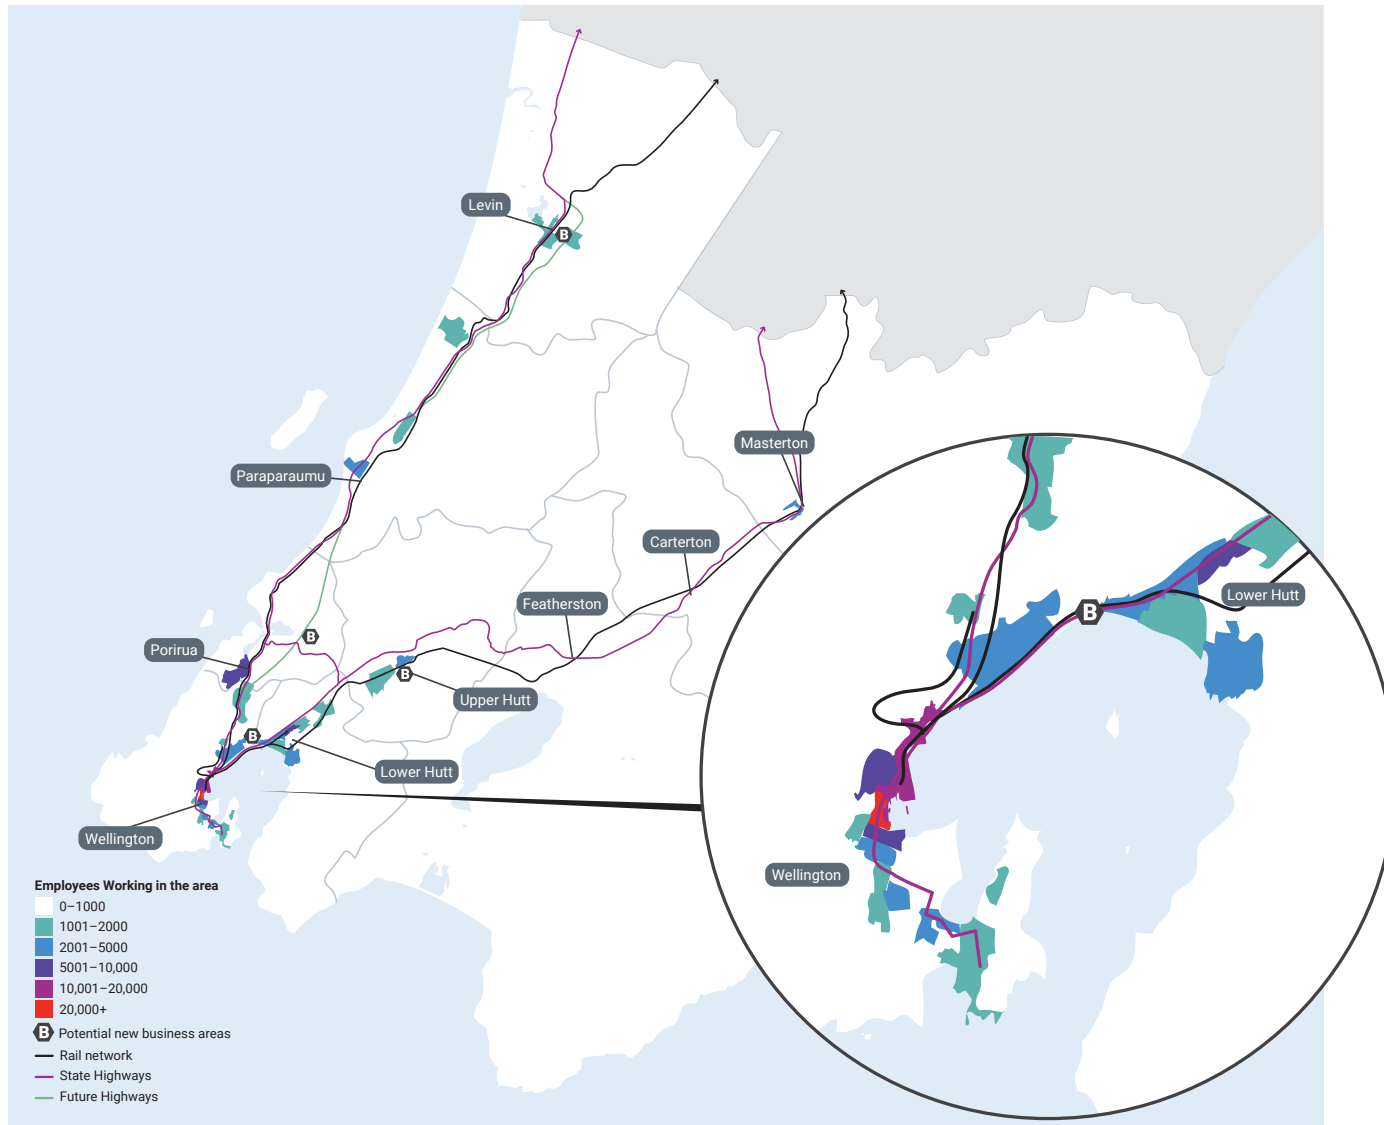 Levin
B
Paraparaumu
Masterton
Carterton
Featherston
B
Porirua
B
Upper Hutt
B
Lower Hutt
Wellington
B
Lower Hutt
Wellington
Employees Working in the area
0–1000
1001–2000
2001–5000
5001–10,000
10,001–20,000
20,000+
B Potential new business areas
Rail network
State Highways
Future Highways